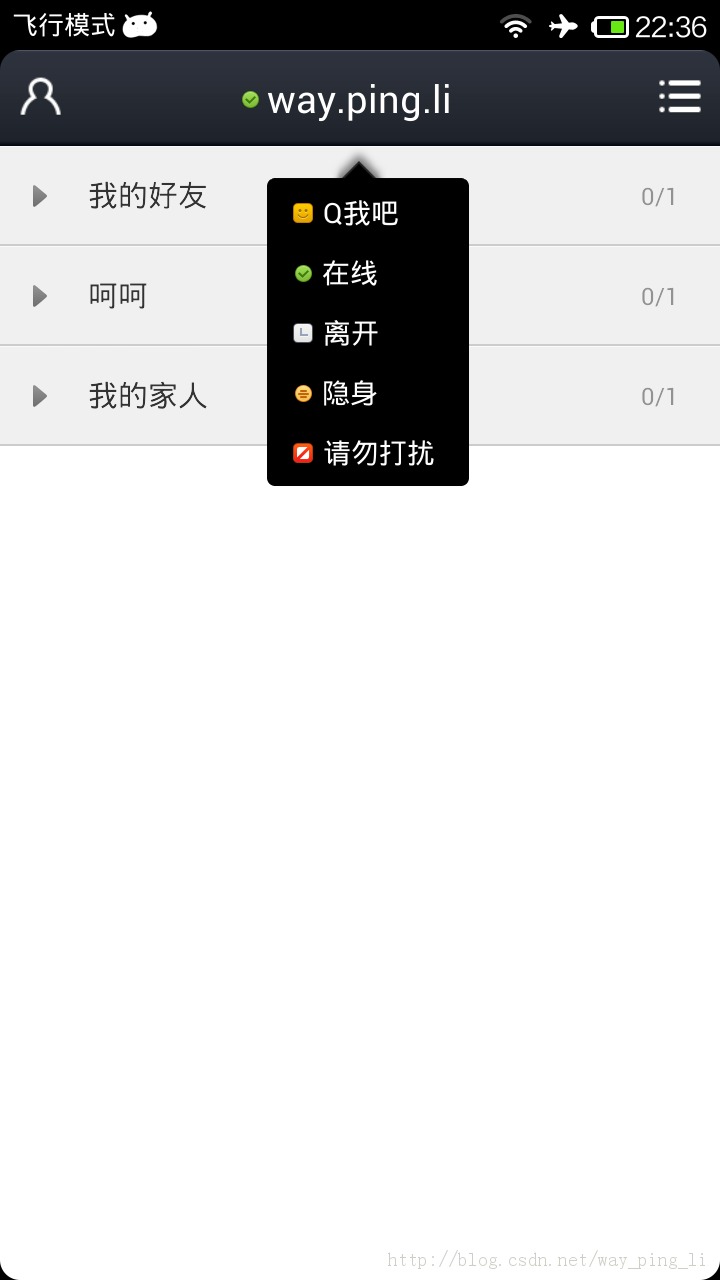 飞行模式 22:36
way.ping.li
我的好友 0/1
呵呵 0/1
我的家人 0/1
Q我吧
在线
离开
隐身
请勿打扰
http://blog.csdn.net/way_ping_li